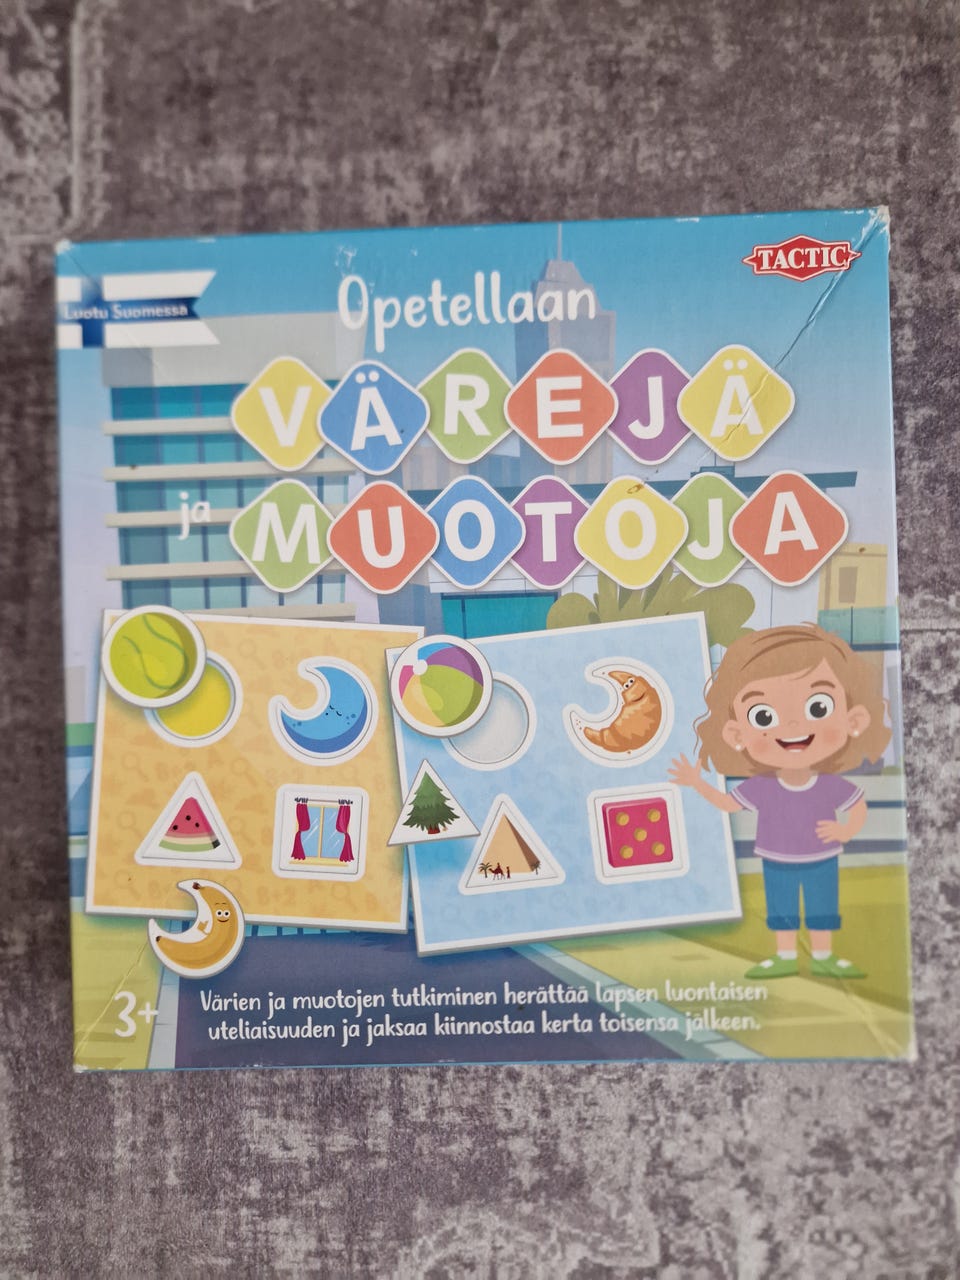 TACTIC
Luotu Suomessa
Opetellaan
VÄREJÄ
ja MUOTOJA
3+
Värien ja muotojen tutkiminen herättää lapsen luontaisen
uteliaisuuden ja jaksaa kiinnostaa kerta toisensa jälkeen.